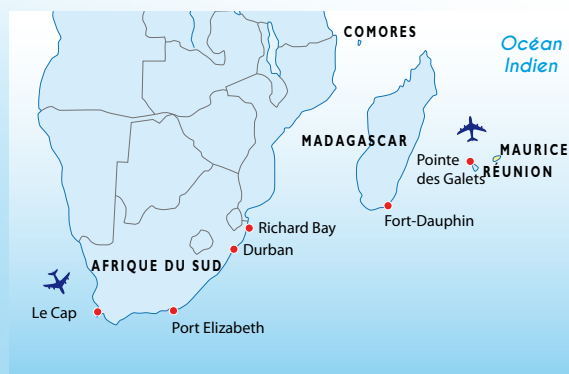 COMORES
Océan
Indien
MADAGASCAR
MAURICE
Pointe
des Galets
RÉUNION
Fort-Dauphin
Richard Bay
Durban
AFRIQUE DU SUD
Le Cap
Port Elizabeth